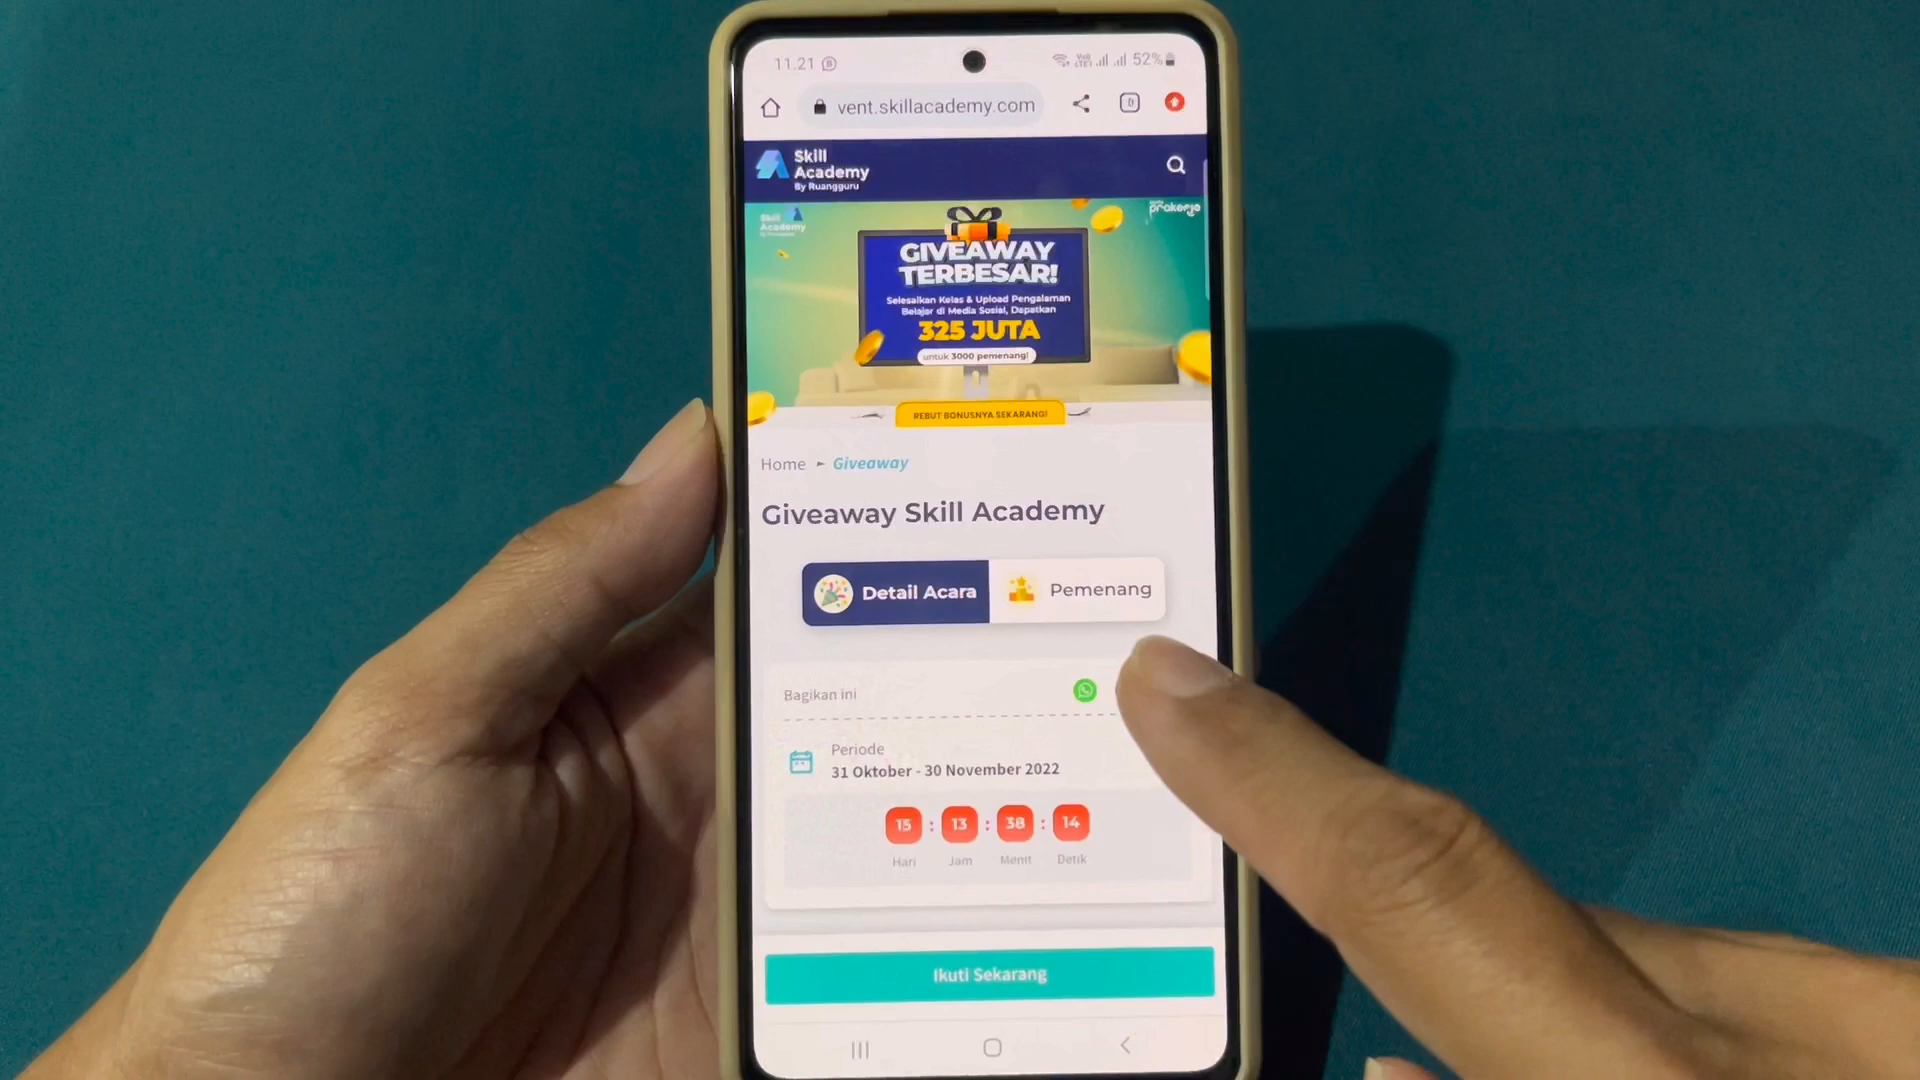 11.21
52%
vent.skillacademy.com
Skill
Academy
By Ruangguru
Skill
Academy
prakerja
GIVEAWAY
TERBESAR!
Selesaikan Kelas & Upload Pengalaman
Belajar di Media Sosial, Dapatkan
325 JUTA
untuk 3000 pemenang!
REBUT BONUSNYA SEKARANG!
Home
Giveaway
Giveaway Skill Academy
Detail Acara
Pemenang
Bagikan ini
Periode
31 Oktober - 30 November 2022
15 : 13 : 38 : 14
Hari Jam Menit Detik
Ikuti Sekarang